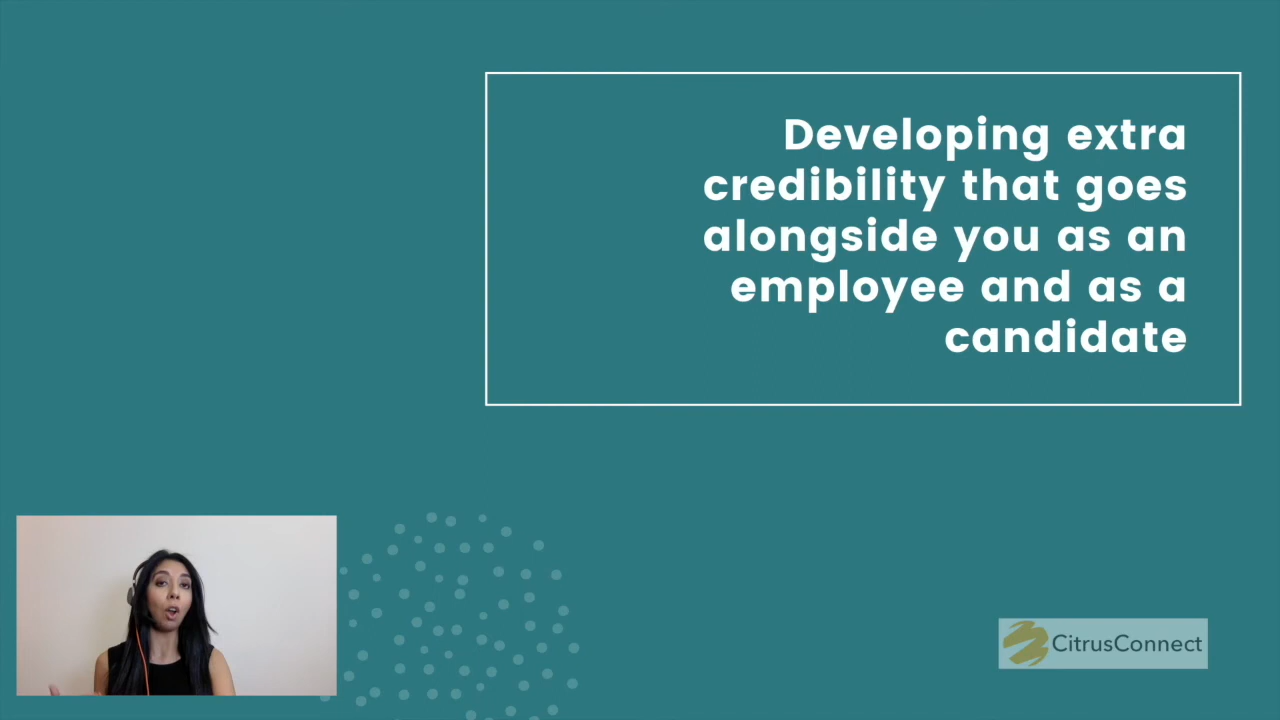 Developing extra
credibility that goes
alongside you as an
employee and as a
candidate
CitrusConnect